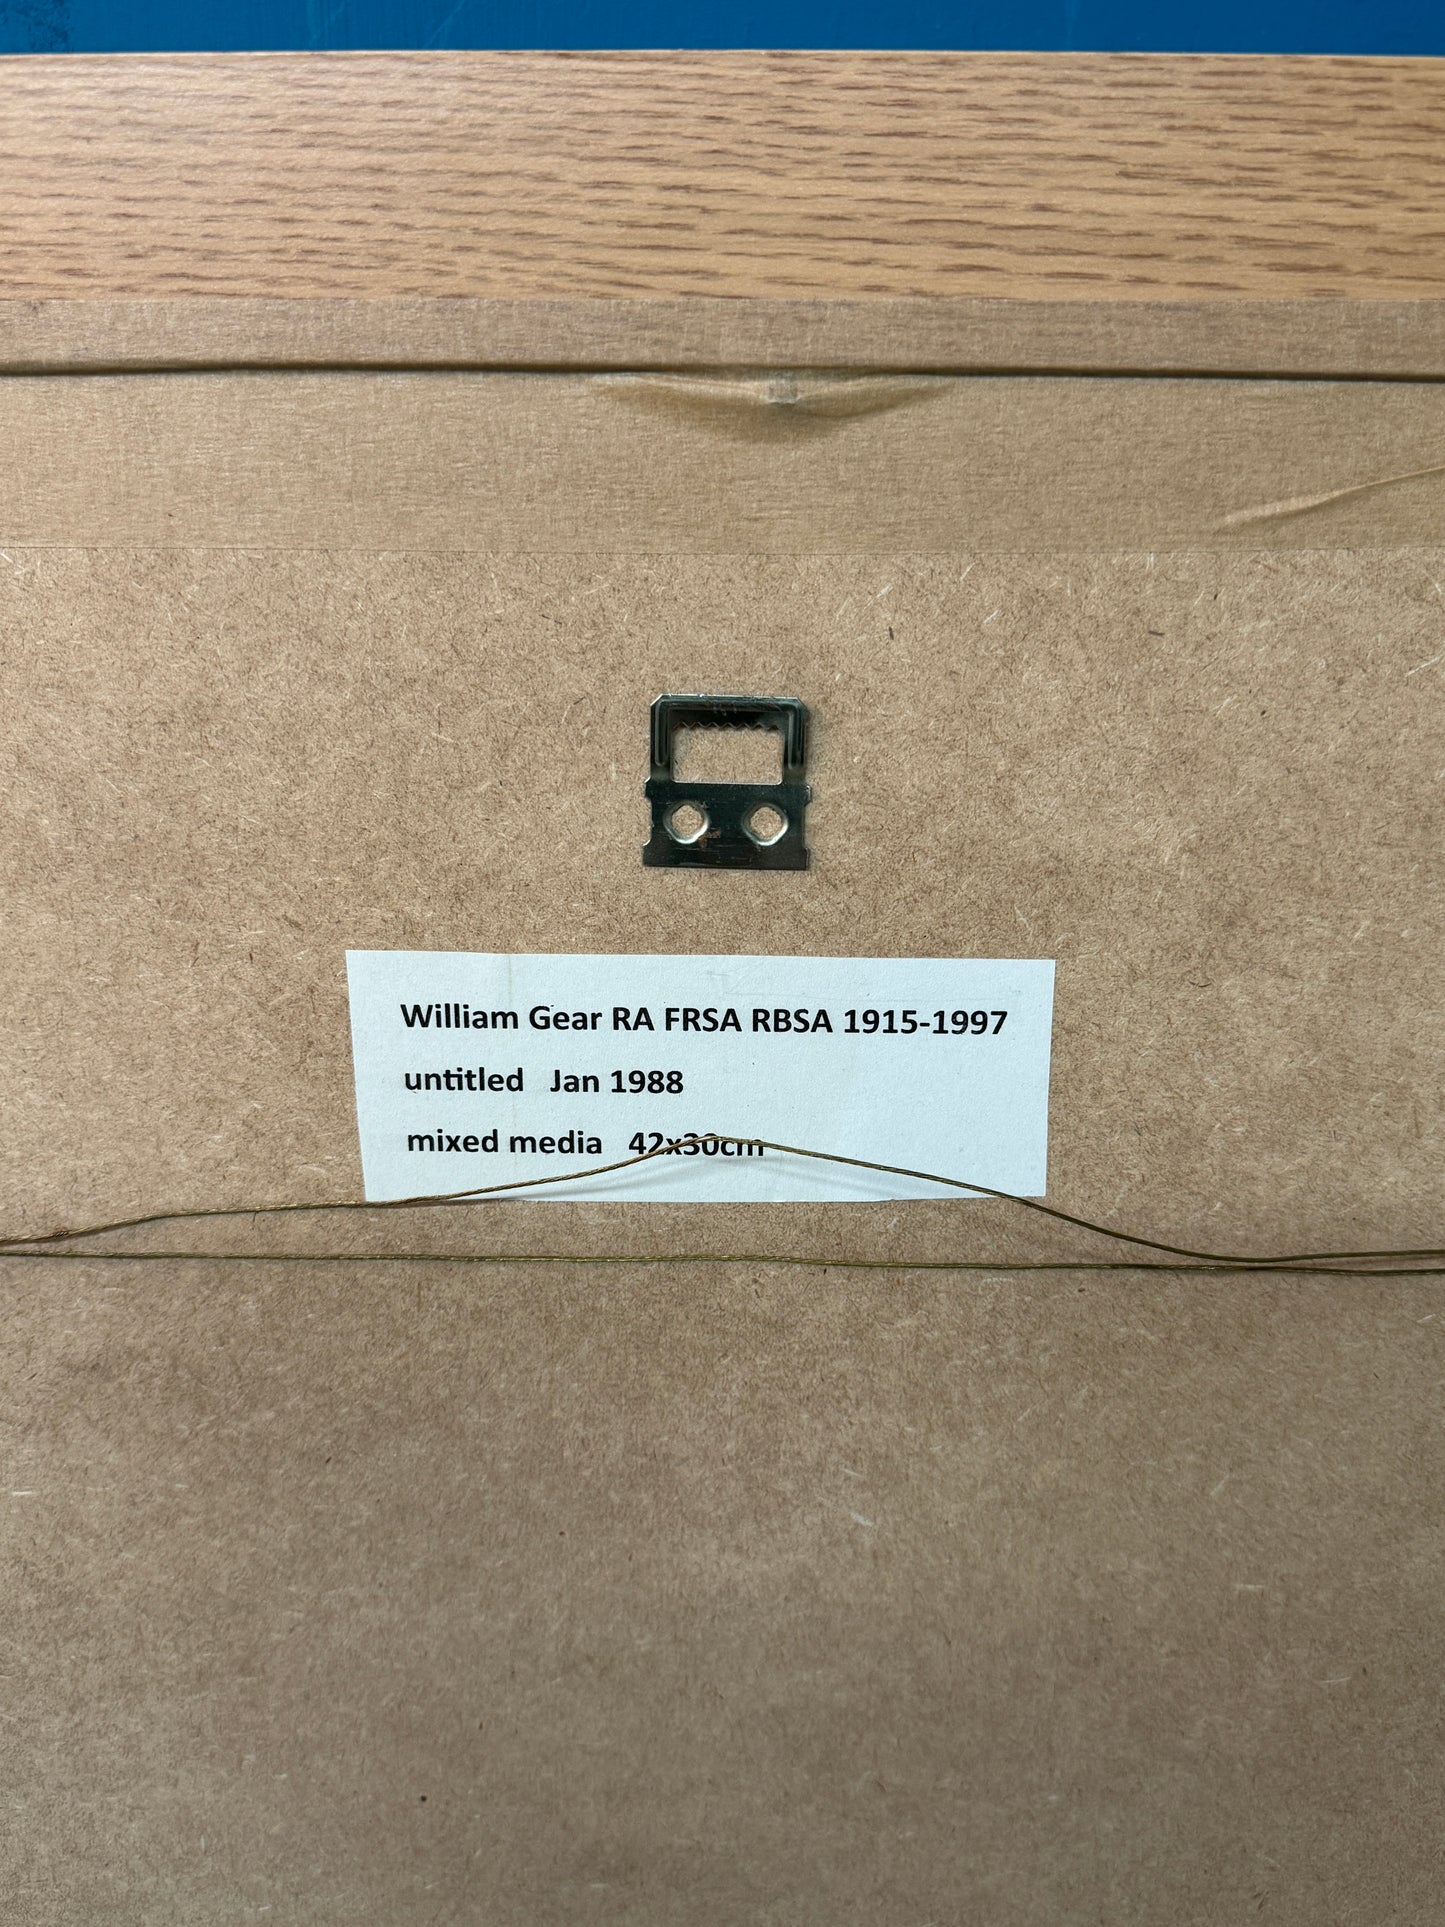 William Gear RA FRSA RBSA 1915-1997
untitled Jan 1988
mixed media 42x30cm